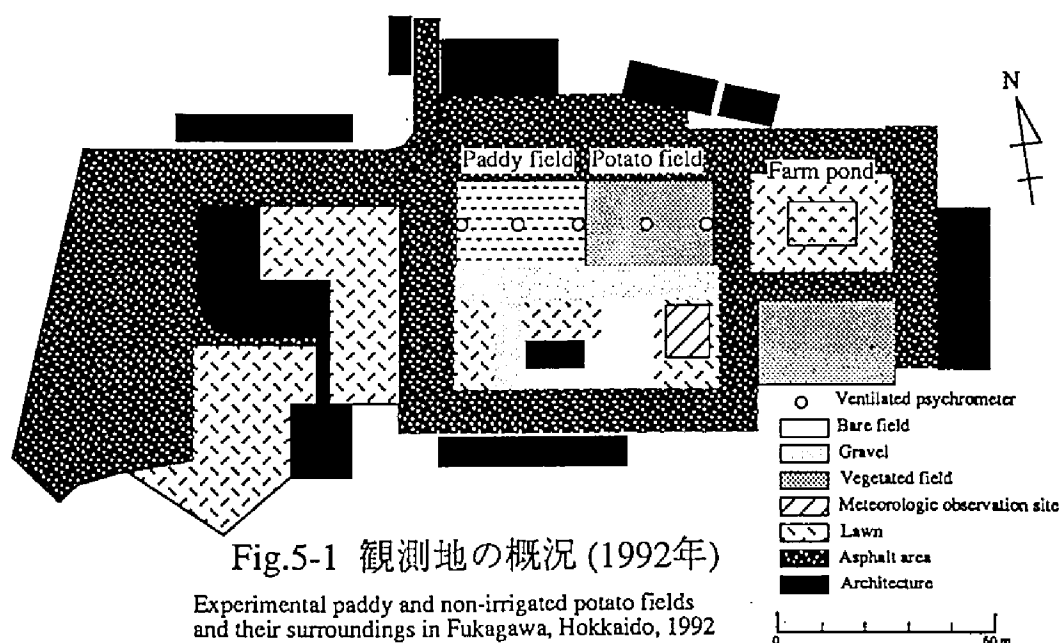 N
Paddy field Potato field
Farm pond
Ventilated psychrometer
Bare field
Gravel
Vegetated field
Meteorologic observation site
Lawn
Asphalt area
Architecture
0 50 m
Fig.5-1 観測地の概況 (1992年)
Experimental paddy and non-irrigated potato fields
and their surroundings in Fukagawa, Hokkaido, 1992